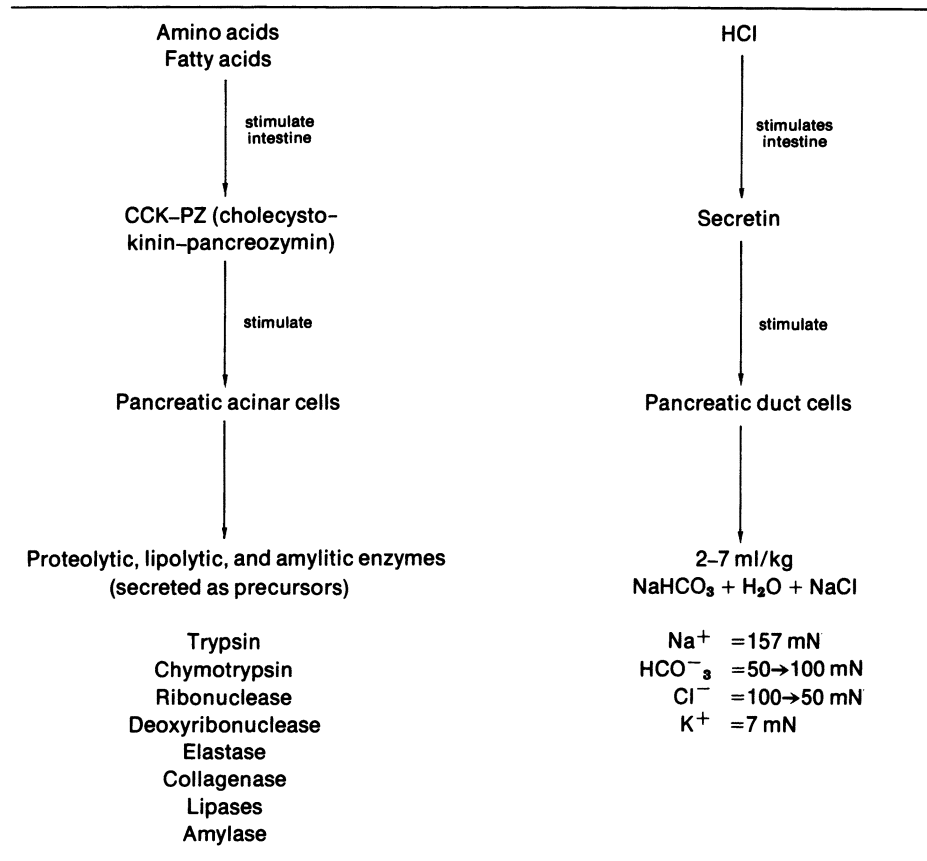 Amino acids
Fatty acids
stimulate
intestine
CCK–PZ (cholecysto–
kinin–pancreozymin)
stimulate
Pancreatic acinar cells
Proteolytic, lipolytic, and amylitic enzymes
(secreted as precursors)
Trypsin
Chymotrypsin
Ribonuclease
Deoxyribonuclease
Elastase
Collagenase
Lipases
Amylase
HCl
stimulates
intestine
Secretin
stimulate
Pancreatic duct cells
2–7 ml/kg
NaHCO₃ + H₂O + NaCl
Na⁺ =157 mN
HCO⁻₃ =50→100 mN
Cl⁻ =100→50 mN
K⁺ =7 mN